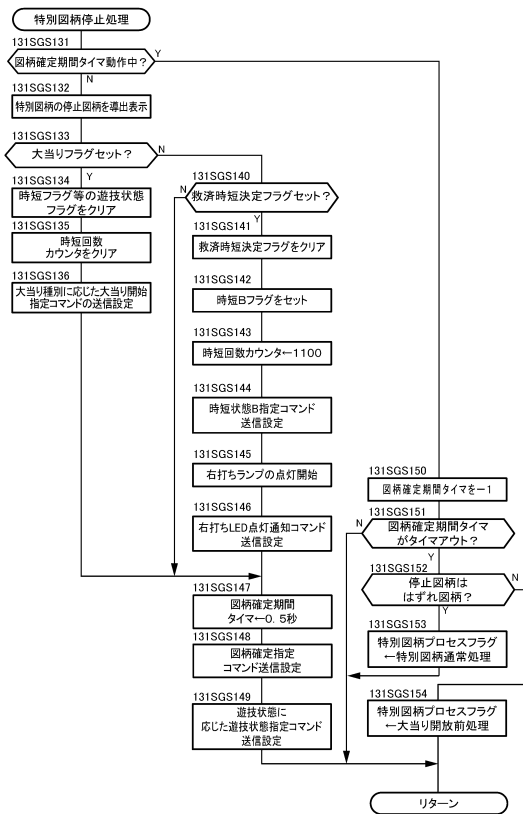 特別図柄停止処理
131SGS131
図柄確定期間タイマ動作中？
Y
N
131SGS132
特別図柄の停止図柄を導出表示
131SGS133
大当りフラグセット？
N
Y
131SGS134
時短フラグ等の遊技状態
フラグをクリア
131SGS135
時短回数
カウンタをクリア
131SGS136
大当り種別に応じた大当り開始
指定コマンドの送信設定
131SGS140
救済時短決定フラグセット？
N
Y
131SGS141
救済時短決定フラグをクリア
131SGS142
時短Bフラグをセット
131SGS143
時短回数カウンタ←1100
131SGS144
時短状態B指定コマンド
送信設定
131SGS145
右打ちランプの点灯開始
131SGS146
右打ちLED点灯通知コマンド
送信設定
131SGS147
図柄確定期間
タイマ←0.5秒
131SGS148
図柄確定指定
コマンド送信設定
131SGS149
遊技状態に
応じた遊技状態指定コマンド
送信設定
131SGS150
図柄確定期間タイマをー1
131SGS151
図柄確定期間タイマ
がタイマアウト？
N
Y
131SGS152
停止図柄は
はずれ図柄？
N
Y
131SGS153
特別図柄プロセスフラグ
←特別図柄通常処理
131SGS154
特別図柄プロセスフラグ
←大当り開放前処理
リターン